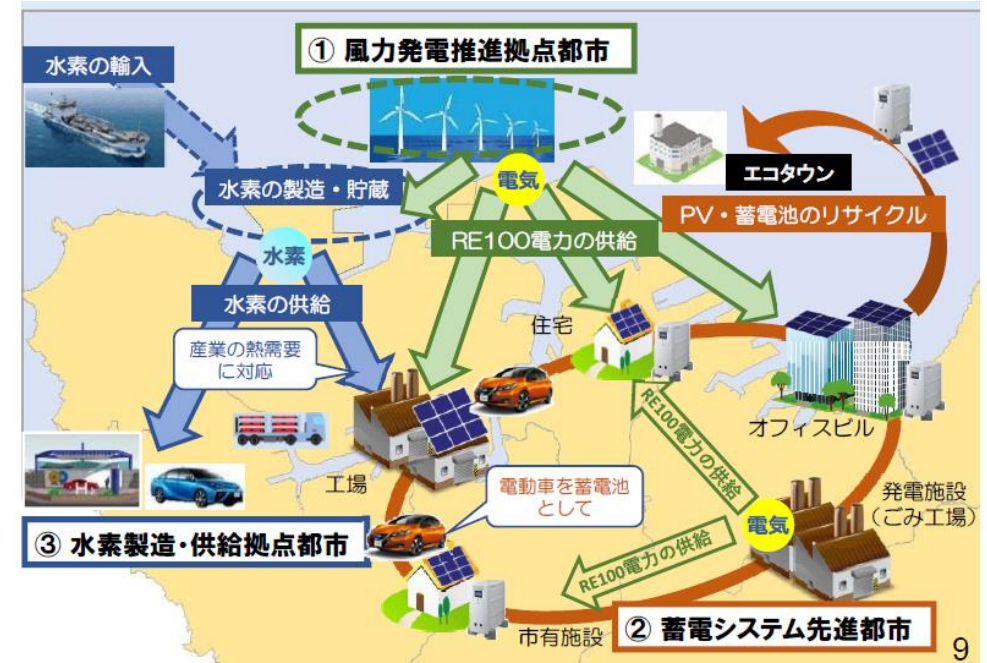 ① 風力発電推進拠点都市
水素の輸入
電気
エコタウン
水素の製造・貯蔵
PV・蓄電池のリサイクル
RE100電力の供給
水素
水素の供給
住宅
産業の熱需要
に対応
オフィスビル
RE100電力の供給
工場
電動車を蓄電池
として
発電施設
(ごみ工場)
電気
③ 水素製造・供給拠点都市
RE100電力の供給
市有施設
② 蓄電システム先進都市
9